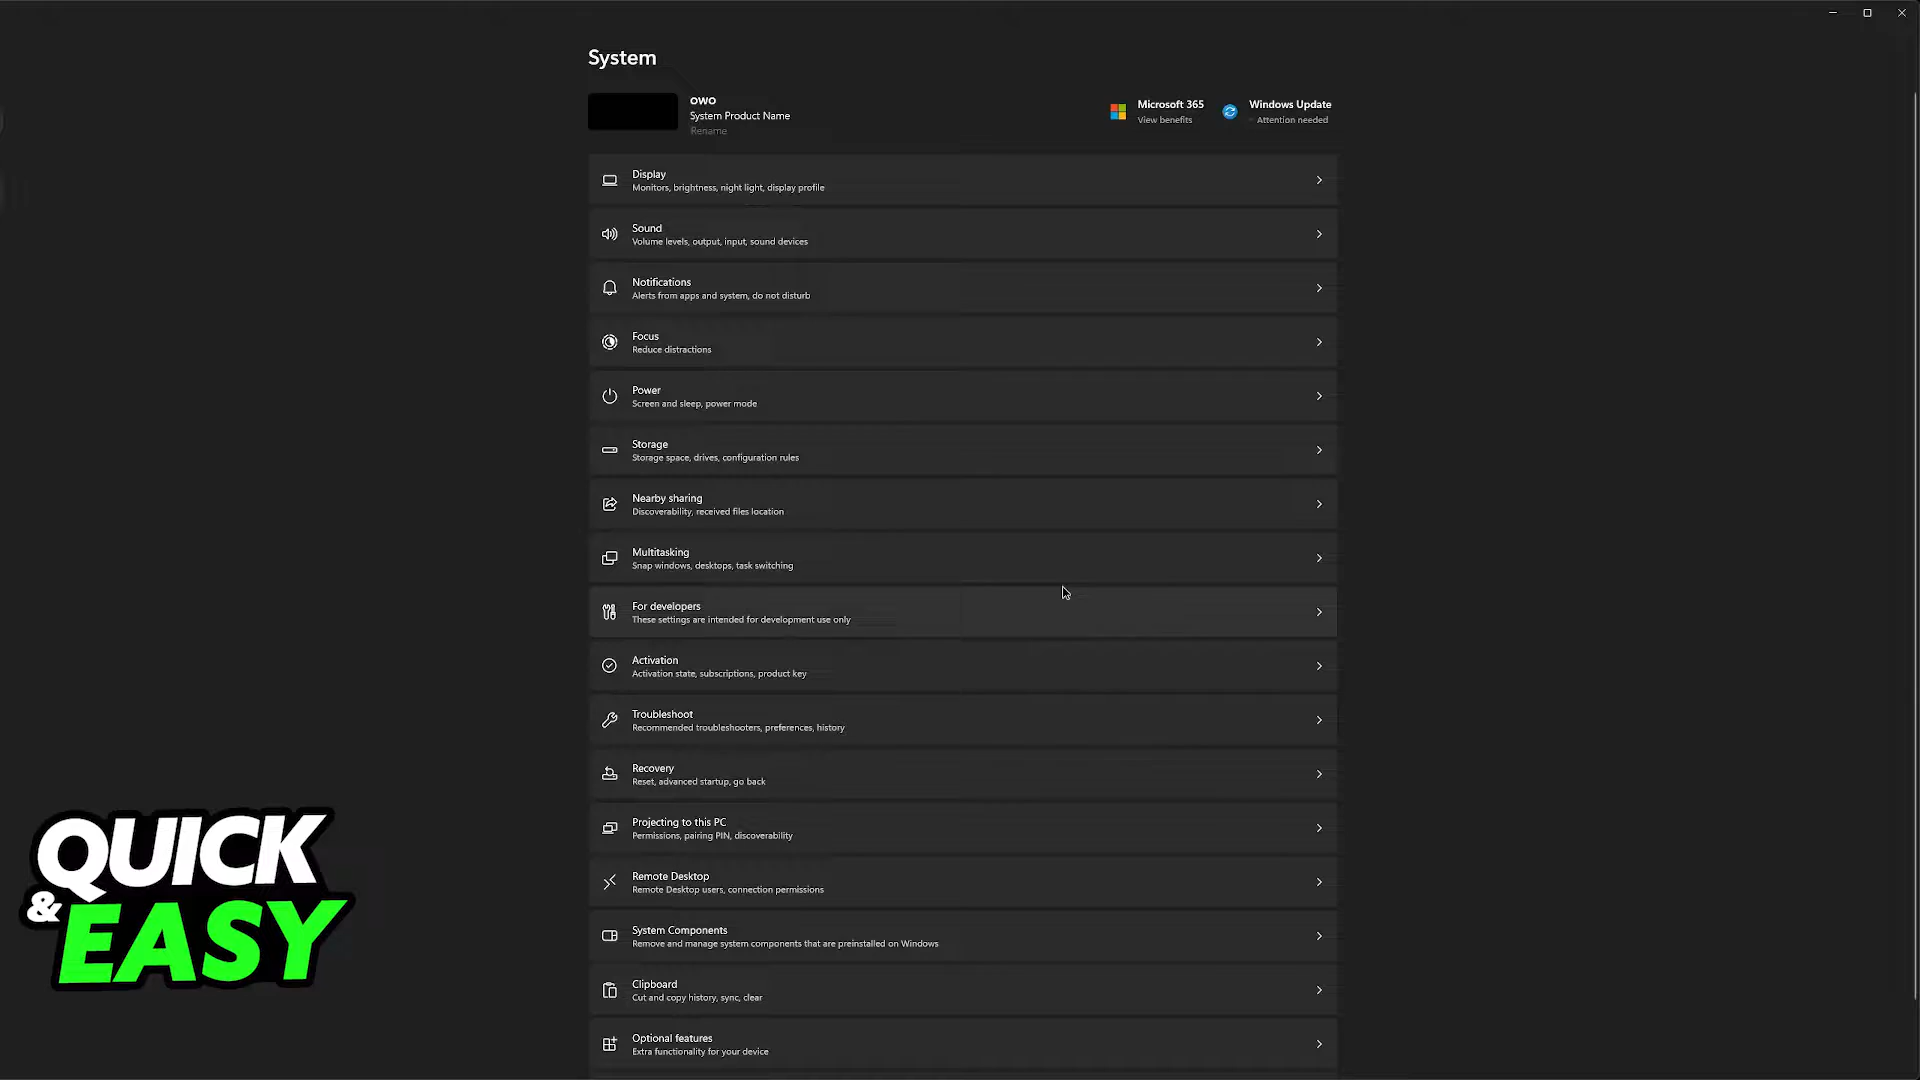 System
OWO
System Product Name
Rename
Microsoft 365
View benefits
Windows Update
Attention needed
Display
Monitors, brightness, night light, display profile
Sound
Volume levels, output, input, sound devices
Notifications
Alerts from apps and system, do not disturb
Focus
Reduce distractions
Power
Screen and sleep, power mode
Storage
Storage space, drives, configuration rules
Nearby sharing
Discoverability, received files location
Multitasking
Snap windows, desktops, task switching
For developers
These settings are intended for development use only
Activation
Activation state, subscriptions, product key
Troubleshoot
Recommended troubleshooters, preferences, history
Recovery
Reset, advanced startup, go back
Projecting to this PC
Permissions, pairing PIN, discoverability
Remote Desktop
Remote Desktop users, connection permissions
System Components
Remove and manage system components that are preinstalled on Windows
Clipboard
Cut and copy history, sync, clear
Optional features
Extra functionality for your device
QUICK
& EASY